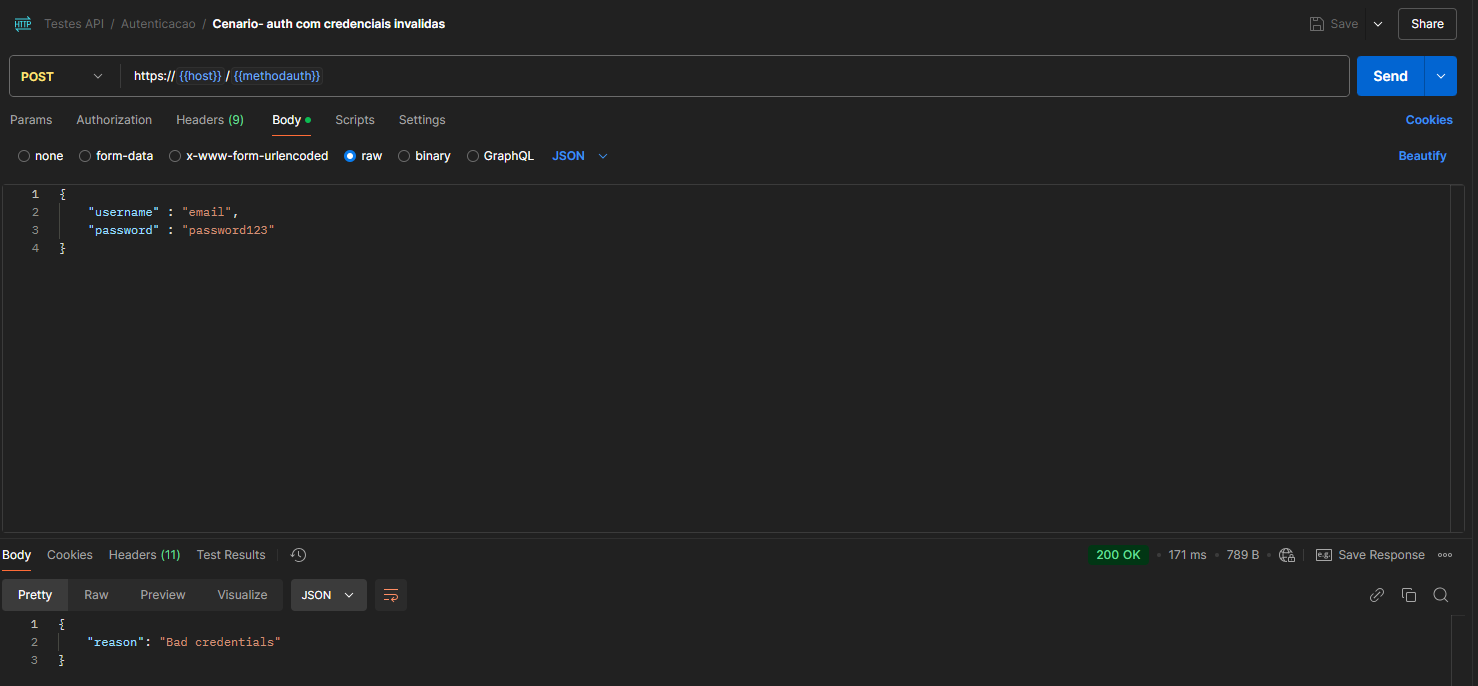 HTTP Testes API / Autenticacao / Cenario- auth com credenciais invalidas Save Share
POST https:// {{host}} / {{methodauth}} Send
Params Authorization Headers (9) Body Scripts Settings Cookies
none form-data x-www-form-urlencoded raw binary GraphQL JSON Beautify
1 {
2 "username" : "email",
3 "password" : "password123"
4 }
Body Cookies Headers (11) Test Results 200 OK 171 ms 789 B e.g. Save Response
Pretty Raw Preview Visualize JSON
1 {
2 "reason": "Bad credentials"
3 }